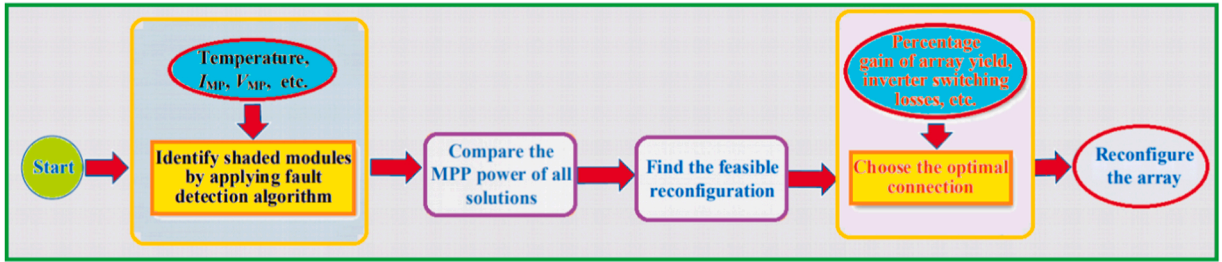 Start
Temperature,
IMP, VMP, etc.
Identify shaded modules
by applying fault
detection algorithm
Compare the
MPP power of all
solutions
Find the feasible
reconfiguration
Percentage
gain of array yield,
inverter switching
losses, etc.
Choose the optimal
connection
Reconfigure
the array